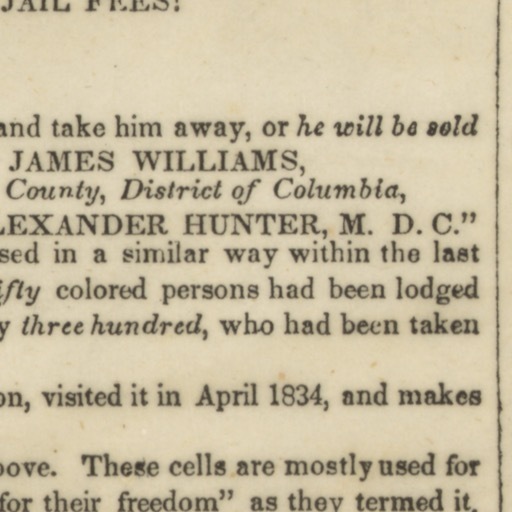 JAIL FEES!
and take him away, or he will be sold
JAMES WILLIAMS,
County, District of Columbia,
LEXANDER HUNTER, M. D. C.”
sed in a similar way within the last
ifty colored persons had been lodged
y three hundred, who had been taken
on, visited it in April 1834, and makes
bove. These cells are mostly used for
for their freedom” as they termed it,